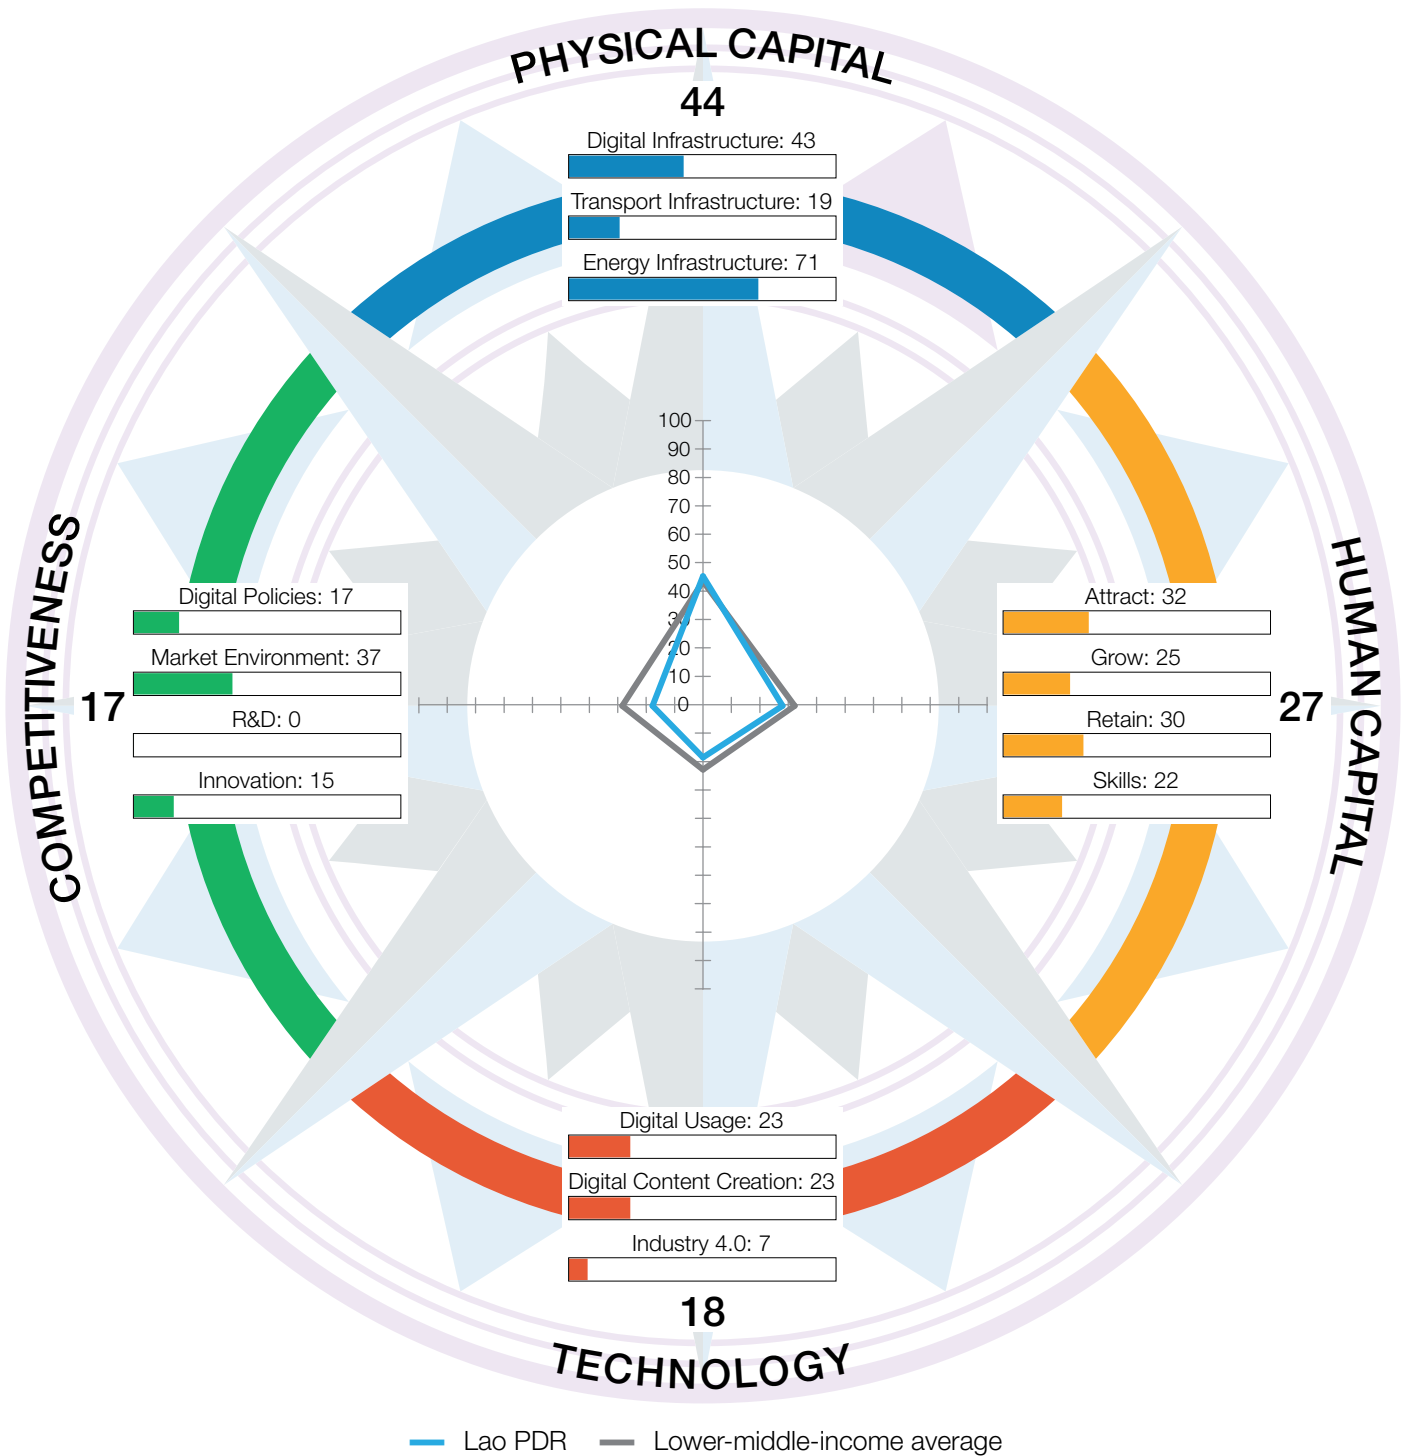 PHYSICAL CAPITAL
44
Digital Infrastructure: 43
Transport Infrastructure: 19
Energy Infrastructure: 71
100
90
80
70
60
50
40
30
20
10
0
COMPETITIVENESS
17
Digital Policies: 17
Market Environment: 37
R&D: 0
Innovation: 15
HUMAN CAPITAL
27
Attract: 32
Grow: 25
Retain: 30
Skills: 22
Digital Usage: 23
Digital Content Creation: 23
Industry 4.0: 7
18
TECHNOLOGY
Lao PDR
Lower-middle-income average